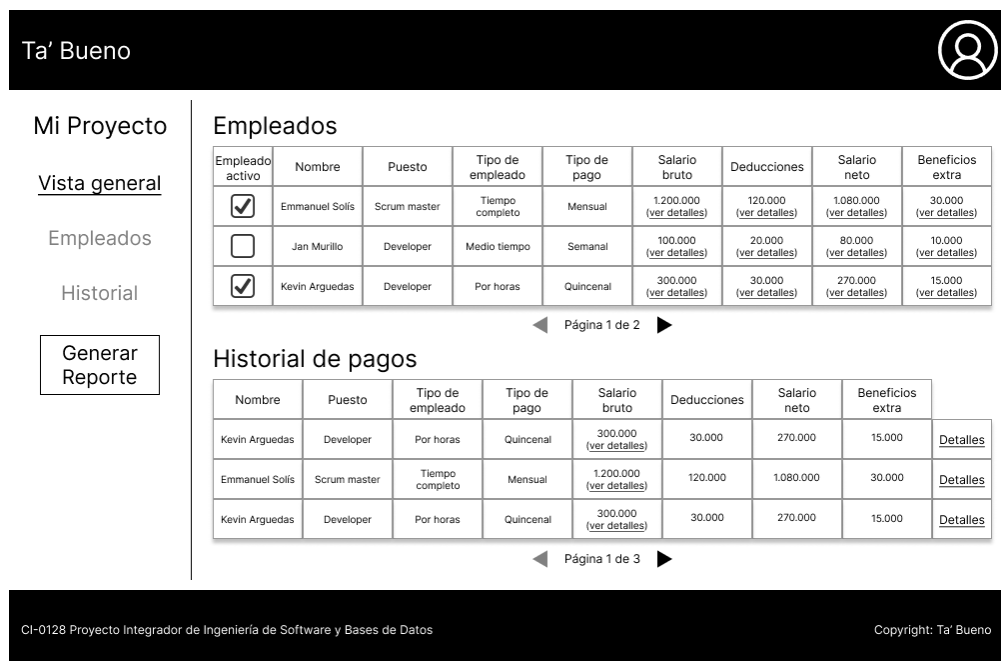 Ta’ Bueno
Mi Proyecto
Vista general
Empleados
Historial
Generar
Reporte
Empleados
Empleado activo Nombre Puesto Tipo de empleado Tipo de pago Salario bruto Deducciones Salario neto Beneficios extra
Emmanuel Solís Scrum master Tiempo completo Mensual 1.200.000 (ver detalles) 120.000 (ver detalles) 1.080.000 (ver detalles) 30.000 (ver detalles)
Jan Murillo Developer Medio tiempo Semanal 100.000 (ver detalles) 20.000 (ver detalles) 80.000 (ver detalles) 10.000 (ver detalles)
Kevin Arguedas Developer Por horas Quincenal 300.000 (ver detalles) 30.000 (ver detalles) 270.000 (ver detalles) 15.000 (ver detalles)
Página 1 de 2
Historial de pagos
Nombre Puesto Tipo de empleado Tipo de pago Salario bruto Deducciones Salario neto Beneficios extra
Kevin Arguedas Developer Por horas Quincenal 300.000 (ver detalles) 30.000 270.000 15.000 Detalles
Emmanuel Solís Scrum master Tiempo completo Mensual 1.200.000 (ver detalles) 120.000 1.080.000 30.000 Detalles
Kevin Arguedas Developer Por horas Quincenal 300.000 (ver detalles) 30.000 270.000 15.000 Detalles
Página 1 de 3
CI-0128 Proyecto Integrador de Ingeniería de Software y Bases de Datos
Copyright: Ta’ Bueno